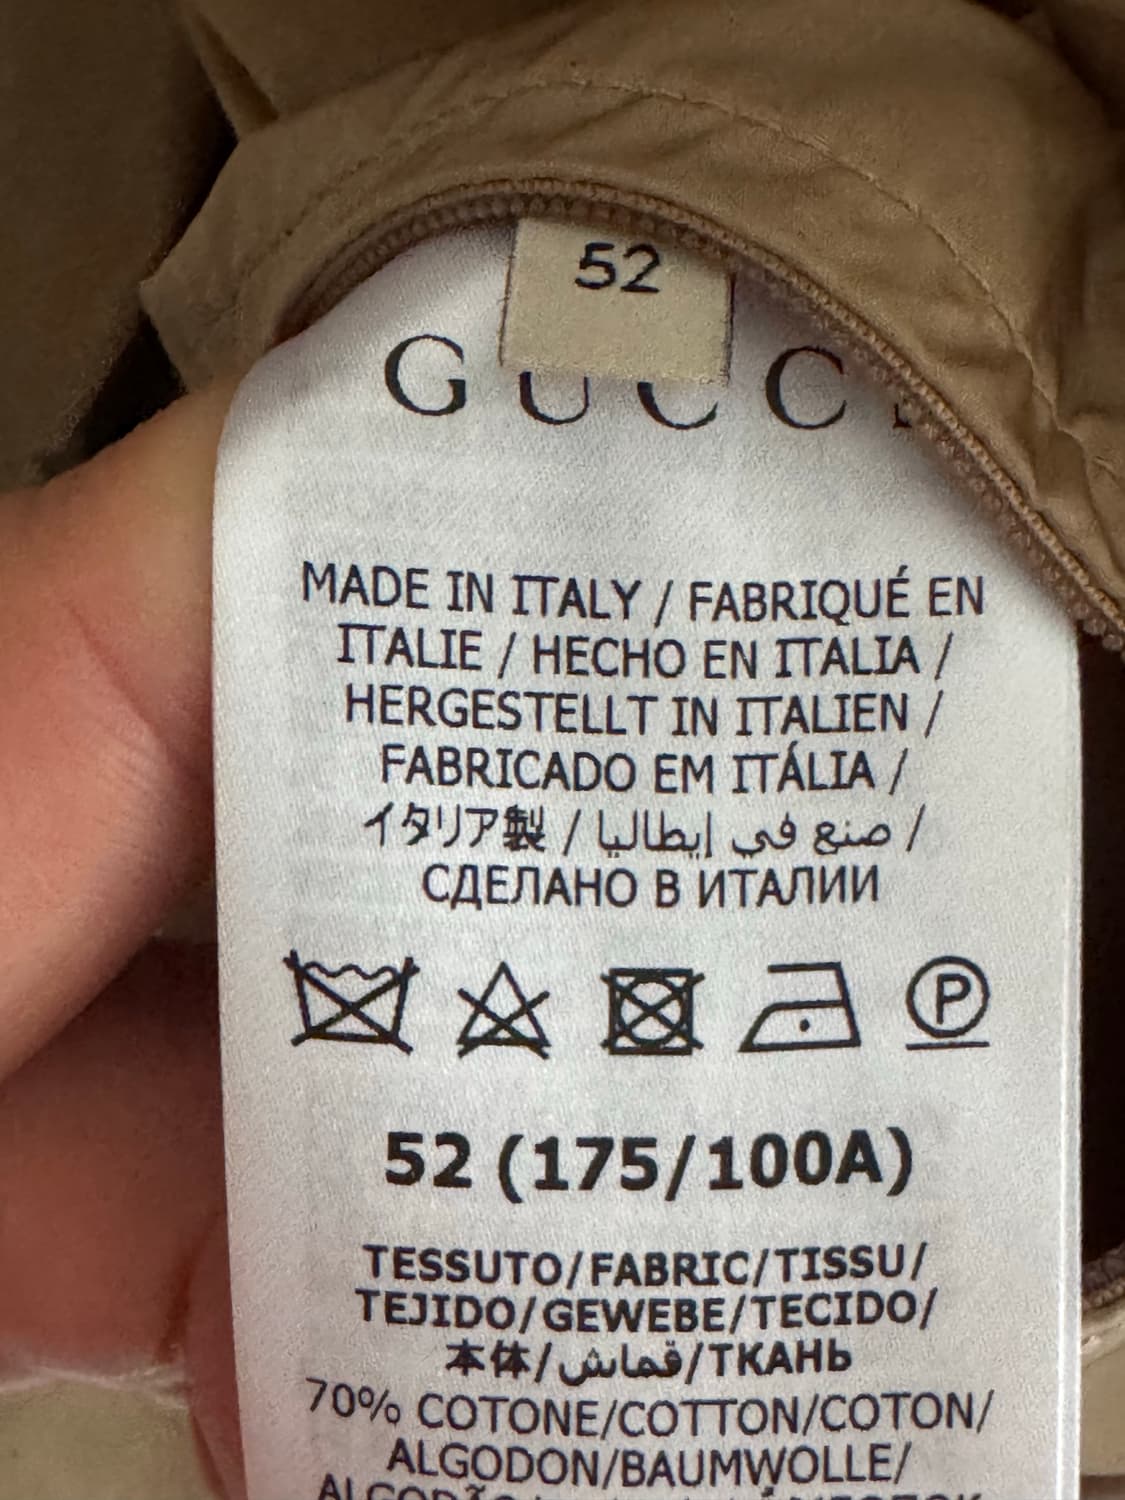 52
GUCC
MADE IN ITALY / FABRIQUÉ EN
ITALIE / HECHO EN ITALIA /
HERGESTELLT IN ITALIEN /
FABRICADO EM ITÁLIA /
イタリア製 / صنع في إيطاليا /
СДЕЛАНО В ИТАЛИИ
P
52 (175/100A)
TESSUTO/FABRIC/TISSU/
TEJIDO/GEWEBE/TECIDO/
本体/قماش/ТКАНЬ
70% COTONE/COTTON/COTON/
ALGODON/BAUMWOLLE/